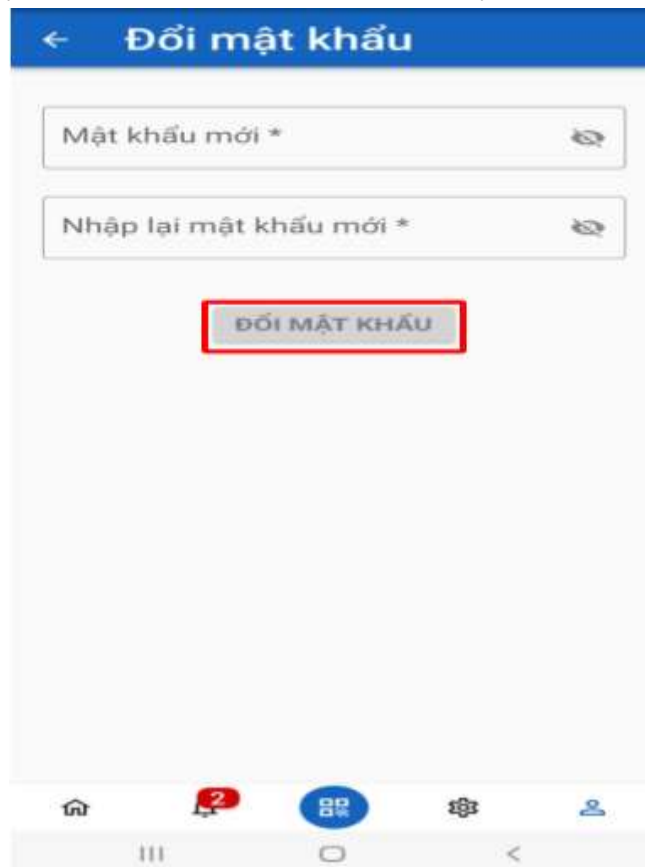 Đổi mật khẩu
Mật khẩu mới *
Nhập lại mật khẩu mới *
ĐỔI MẬT KHẨU
2